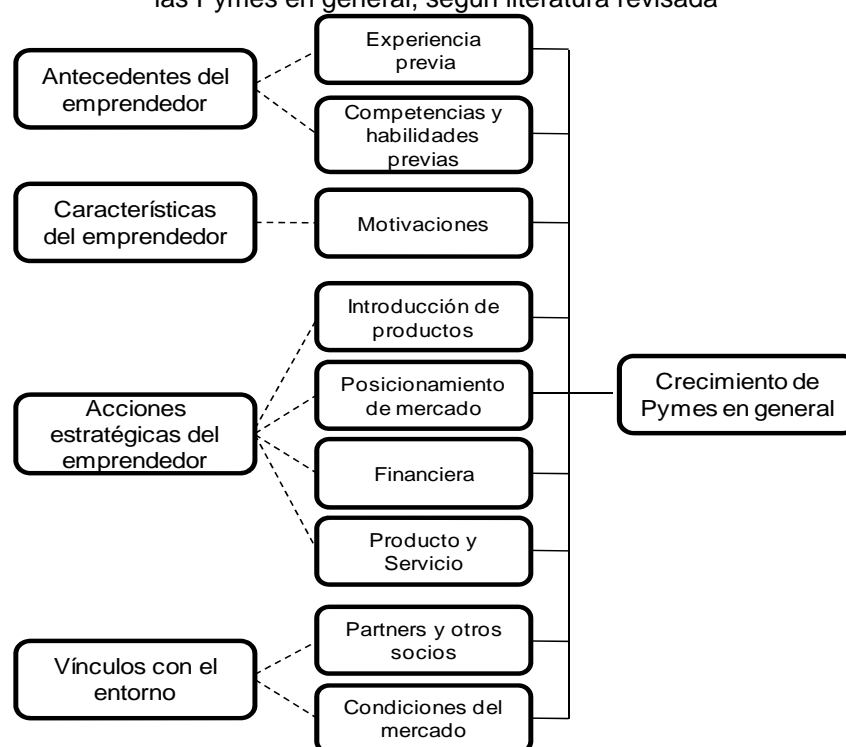 las Pymes en general, según literatura revisada
Experiencia
previa
Antecedentes del
emprendedor
Competencias y
habilidades
previas
Características
del emprendedor
Motivaciones
Introducción de
productos
Posicionamiento
de mercado
Crecimiento de
Pymes en general
Acciones
estratégicas del
emprendedor
Financiera
Producto y
Servicio
Partners y otros
socios
Vínculos con el
entorno
Condiciones del
mercado